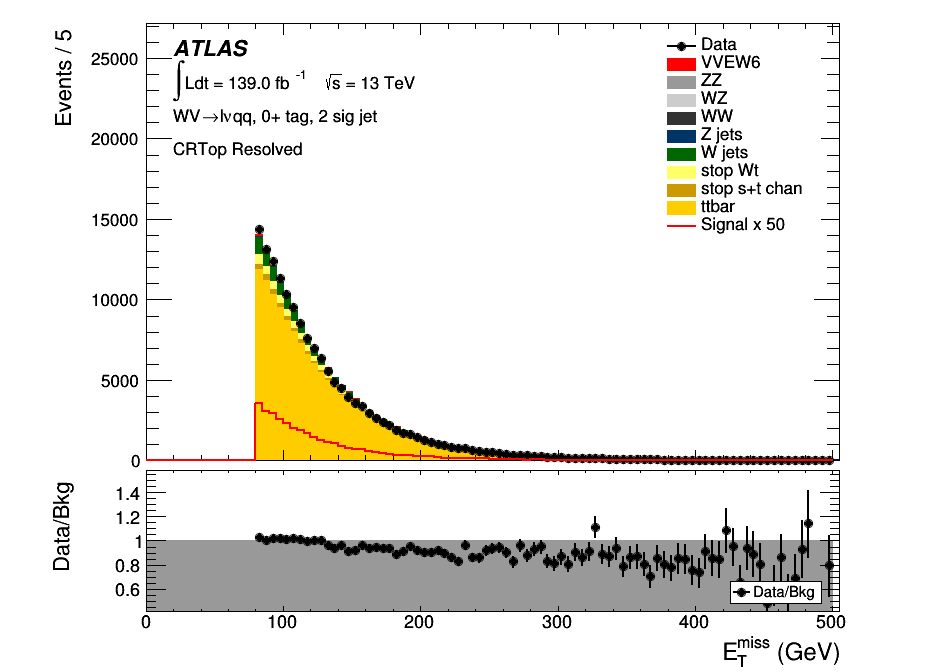 Events / 5
25000
20000
15000
10000
5000
0
ATLAS
∫Ldt = 139.0 fb⁻¹ √s = 13 TeV
WV→lνqq, 0+ tag, 2 sig jet
CRTop Resolved
Data
VVEW6
ZZ
WZ
WW
Z jets
W jets
stop Wt
stop s+t chan
ttbar
Signal x 50
Data/Bkg
1.4
1.2
1
0.8
0.6
Data/Bkg
0 100 200 300 400 500
E_T^miss (GeV)